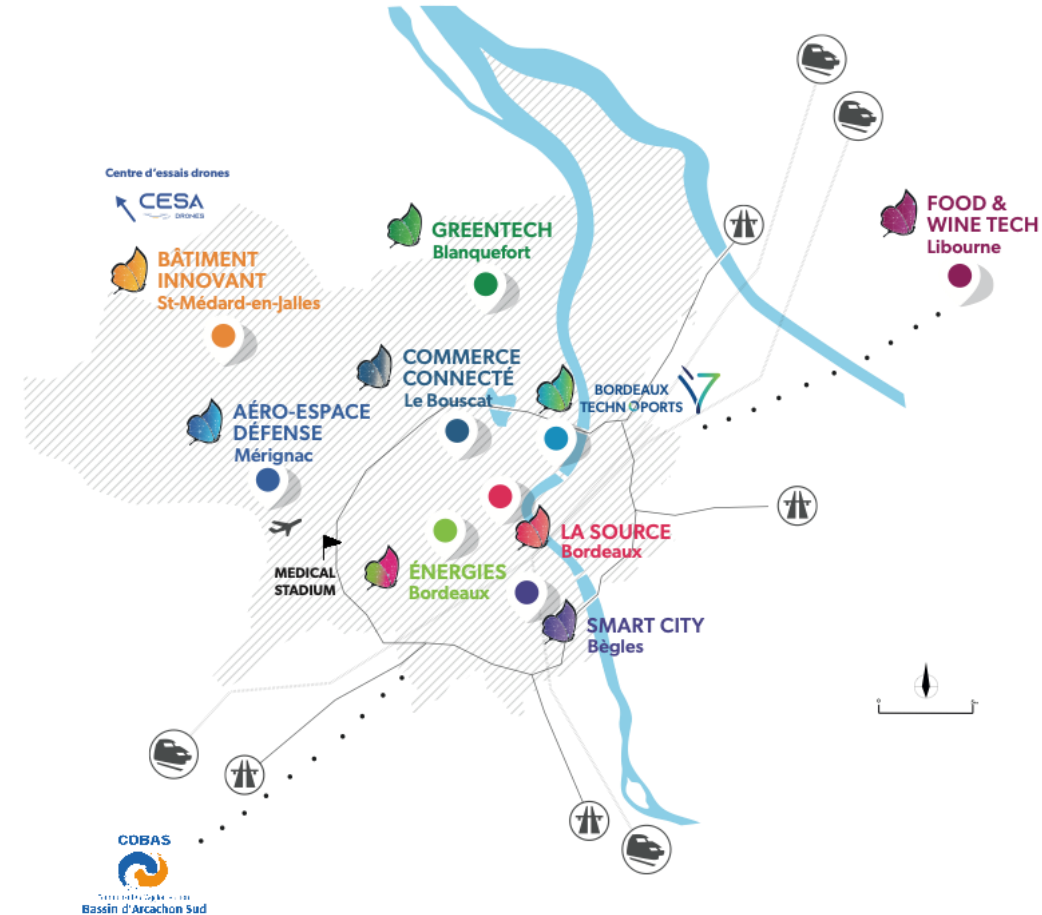 Centre d'essais drones
CESA
DRONES
BÂTIMENT
INNOVANT
St-Médard-en-Jalles
GREENTECH
Blanquefort
FOOD &
WINE TECH
Libourne
COMMERCE
CONNECTÉ
Le Bouscat
BORDEAUX
TECHNOPORTS
AÉRO-ESPACE
DÉFENSE
Mérignac
LA SOURCE
Bordeaux
MEDICAL
STADIUM
ÉNERGIES
Bordeaux
SMART CITY
Bègles
COBAS
Bassin d'Arcachon Sud